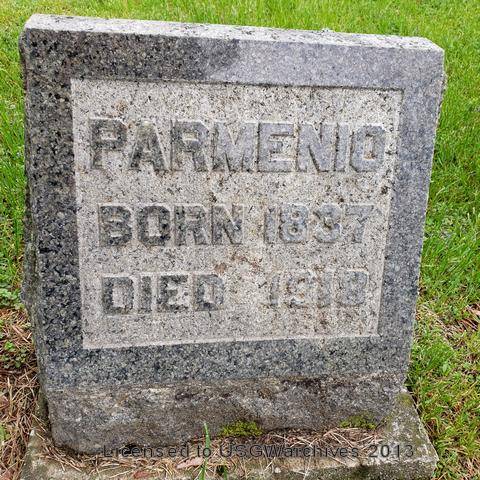 PARMENIO
BORN 1837
DIED 1918
Licensed to USGWarchives 2013